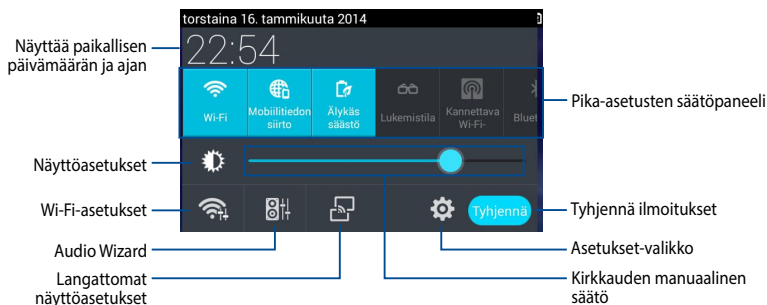 torstaina 16. tammikuuta 2014
22:54
Näyttää paikallisen
päivämäärän ja ajan
Wi-Fi
Mobiilitiedon
siirto
Älykäs
säästö
Lukemistila
Kannettava
Wi-Fi-
Bluet
Pika-asetusten säätöpaneeli
Näyttöasetukset
Wi-Fi-asetukset
Tyhjennä
Tyhjennä ilmoitukset
Audio Wizard
Asetukset-valikko
Langattomat
näyttöasetukset
Kirkkauden manuaalinen
säätö